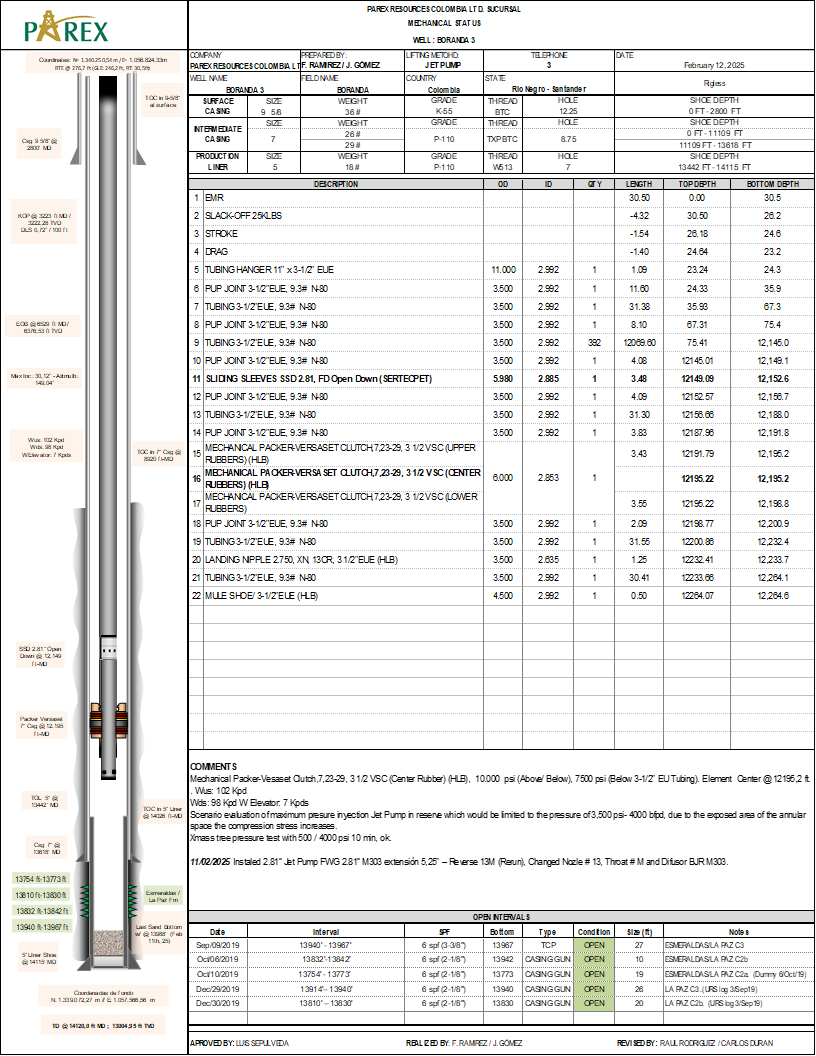 PAREX
PAREX RESOURCES COLOMBIA LTD. SUCURSAL
MECHANICAL STATUS
WELL : BORANDA 3
COMPANY PREPARED BY: LIFTING METOHD TELEPHONE DATE
PAREX RESOURCES COLOMBIA LT F. RAMIREZ / J. GÓMEZ JET PUMP 3 February 12, 2025
WELL NAME FIELD NAME COUNTRY STATE
BORANDA 3 BORANDA Colombia Rio Negro - Santander Rgiess
SURFACE CASING SIZE WEIGHT GRADE THREAD HOLE SHOE DEPTH
9 5/8 36 # K-55 BTC 12.25 0 FT - 2800 FT
INTERMEDIATE CASING SIZE WEIGHT GRADE THREAD HOLE SHOE DEPTH
7 26 # P-110 TXP BTC 8.75 0 FT - 11109 FT
29 # 11109 FT - 13618 FT
PRODUCTION LINER SIZE WEIGHT GRADE THREAD HOLE SHOE DEPTH
5 18 # P-110 W513 7 13442 FT - 14115 FT
DESCRIPTION OD ID QTY LENGTH TOP DEPTH BOTTOM DEPTH
1 EMR 30.50 0.00 30.5
2 SLACK-OFF 25KLBS -4.32 30.50 26.2
3 STROKE -1.54 26.18 24.6
4 DRAG -1.40 24.64 23.2
5 TUBING HANGER 11" x 3-1/2" EUE 11.000 2.992 1 1.09 23.24 24.3
6 PUP JOINT 3-1/2"EUE, 9.3# N-80 3.500 2.992 1 11.60 24.33 35.9
7 TUBING 3-1/2"EUE, 9.3# N-80 3.500 2.992 1 31.38 35.93 67.3
8 PUP JOINT 3-1/2"EUE, 9.3# N-80 3.500 2.992 1 8.10 67.31 75.4
9 TUBING 3-1/2"EUE, 9.3# N-80 3.500 2.992 392 12069.60 75.41 12,145.0
10 PUP JOINT 3-1/2"EUE, 9.3# N-80 3.500 2.992 1 4.08 12145.01 12,149.1
11 SLIDING SLEEVES SSD 2.81, FD Open Down (SERTECPET) 5.980 2.885 1 3.48 12149.09 12,152.6
12 PUP JOINT 3-1/2"EUE, 9.3# N-80 3.500 2.992 1 4.09 12152.57 12,156.7
13 TUBING 3-1/2"EUE, 9.3# N-80 3.500 2.992 1 31.30 12156.66 12,188.0
14 PUP JOINT 3-1/2"EUE, 9.3# N-80 3.500 2.992 1 3.83 12187.96 12,191.8
15 MECHANICAL PACKER-VERSASET CLUTCH,7,23-29, 3 1/2 VSC (UPPER RUBBERS) (HLB) 3.43 12191.79 12,195.2
16 MECHANICAL PACKER-VERSASET CLUTCH,7,23-29, 3 1/2 VSC (CENTER RUBBERS) (HLB) 6.000 2.853 1 12195.22 12,195.2
17 MECHANICAL PACKER-VERSASET CLUTCH,7,23-29, 3 1/2 VSC (LOWER RUBBERS) 3.55 12195.22 12,198.8
18 PUP JOINT 3-1/2"EUE, 9.3# N-80 3.500 2.992 1 2.09 12198.77 12,200.9
19 TUBING 3-1/2"EUE, 9.3# N-80 3.500 2.992 1 31.55 12200.86 12,232.4
20 LANDING NIPPLE 2.750, XN, 13CR, 3 1/2"EUE (HLB) 3.500 2.635 1 1.25 12232.41 12,233.7
21 TUBING 3-1/2"EUE, 9.3# N-80 3.500 2.992 1 30.41 12233.66 12,264.1
22 MULE SHOE/ 3-1/2"EUE (HLB) 4.500 2.992 1 0.50 12264.07 12,264.6
COMMENTS
Mechanical Packer-Vesaset Clutch,7,23-29, 3 1/2 VSC (Center Rubber) (HLB), 10.000 psi (Above/ Below), 7500 psi (Below 3-1/2" EU Tubing). Element Center @ 12195,2 ft
. Wus: 102 Kpd
Wds: 98 Kpd W Elevator: 7 Kpds
Scenario evaluation of maximum presure injection Jet Pump in reserve which would be limited to the pressure of 3,500 psi- 4000 bfpd, due to the exposed area of the annular
space the compression stress increases.
Xmass tree pressure test with 500 / 4000 psi 10 min, ok.
11/02/2025 Instaled 2.81" Jet Pump FWG 2.81" M303 extensión 5,25" – Reverse 13M (Rerun), Changed Nozle # 13, Throat # M and Difusor BJR M303.
OPEN INTERVALS
Date Interval SPF Bottom Type Condition Size (ft) Notes
Sep/09/2019 13940" - 13967" 6 spf (3-3/8") 13967 TCP OPEN 27 ESMERALDAS/LA PAZ C3
Oct/06/2019 13832'-13842' 6 spf (2-1/8") 13942 CASING GUN OPEN 10 ESMERALDAS/LA PAZ C2b
Oct/10/2019 13754" - 13773" 6 spf (2-1/8") 13773 CASING GUN OPEN 19 ESMERALDAS/LA PAZ C2a. (Dummy 6/Oct/19)
Dec/29/2019 13914"– 13940" 6 spf (2-1/8") 13940 CASING GUN OPEN 26 LA PAZ C3 .(URS log 3/Sep19)
Dec/30/2019 13810" – 13830" 6 spf (2-1/8") 13830 CASING GUN OPEN 20 LA PAZ C2b. (URS log 3/Sep19)
APROVED BY: LUIS SEPULVEDA REALIZED BY: F. RAMIREZ / J. GÓMEZ REVISED BY: RAUL RODRIGUEZ / CARLOS DURAN
Coordinates: N= 1.340.250,54 m / E= 1.056.824,33m
RTE @ 276,7 ft (GLE: 246,2 ft, RT: 30,5ft)
TOC in 9-5/8"
at surface
Csg 9 5/8" @
2800' MD
KOP @ 3223 ft MD /
3222,28 TVD
DLS 0,72° / 100 ft
EOB @ 6529 ft MD /
6376,53 ft TVD
Max Inc: 30,12° - Azimuth:
149,04°
Wus: 102 Kpd
Wds: 98 Kpd
W Elevator: 7 Kpds
TOC in 7" Csg @
8920 ft-MD
SSD 2.81" Open
Down @ 12,149
ft-MD
Packer Versaset
7" Csg @ 12.195
ft-MD
TOL 5" @
13442' MD
TOC in 5" Liner
@ 14026 ft-MD
Csg 7" @
13618' MD
13754 ft-13773 ft
13810 ft-13830 ft
13832 ft-13842 ft
13940 ft-13967 ft
Esmeraldas /
La Paz Fm
Last Sand Bottom
w/ @ 13988' (Feb
11th, 25)
5" Liner Shoe
@ 14115' MD
Coordenadas de fondo
N: 1.339.072,27 m // E: 1.057.566,56 m
TD @ 14120,0 ft MD ; 13004,95 ft TVD